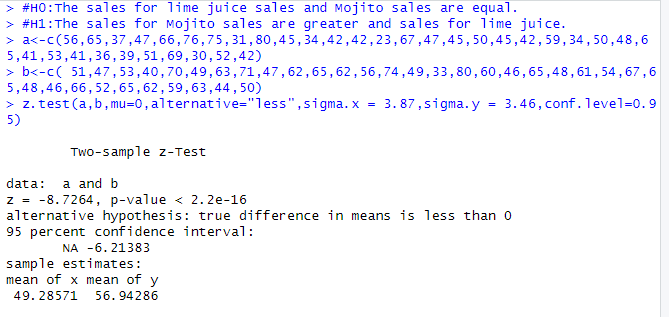 > #H0:The sales for lime juice sales and Mojito sales are equal.
> #H1:The sales for Mojito sales are greater and sales for lime juice.
> a<-c(56,65,37,47,66,76,75,31,80,45,34,42,42,23,67,47,45,50,45,42,59,34,50,48,6
5,41,53,41,36,39,51,69,30,52,42)
> b<-c( 51,47,53,40,70,49,63,71,47,62,65,62,56,74,49,33,80,60,46,65,48,61,54,67,6
5,48,46,66,52,65,62,59,63,44,50)
> z.test(a,b,mu=0,alternative="less",sigma.x = 3.87,sigma.y = 3.46,conf.level=0.9
5)
Two-sample z-Test
data:  a and b
z = -8.7264, p-value < 2.2e-16
alternative hypothesis: true difference in means is less than 0
95 percent confidence interval:
NA -6.21383
sample estimates:
mean of x mean of y
49.28571  56.94286